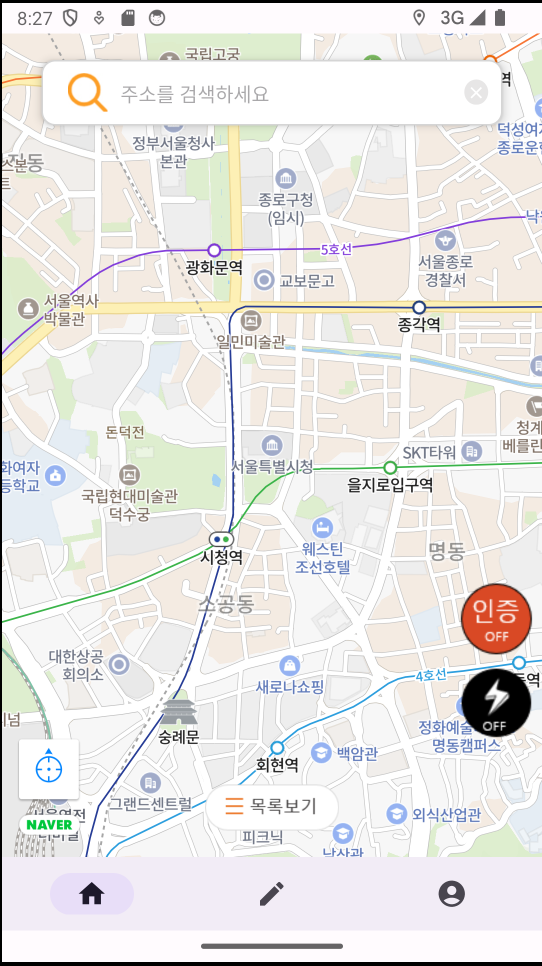 8:27
3G
국립고궁
주소를 검색하세요
역
정부서울청사
본관
덕성여자
종로운현
종로구청
(임시)
5호선
광화문역
서울종로
경찰서
교보문고
서울역사
박물관
종각역
일민미술관
돈덕전
청계
베를린
SKT타워
서울특별시청
화여자
등학교
을지로입구역
국립현대미술관
덕수궁
시청역
웨스틴
조선호텔
명동
소공동
인증
OFF
대한상공
회의소
새로나쇼핑
4호선
동역
OFF
숭례문
정화예술
명동캠퍼스
백암관
회현역
그랜드센트럴
목록보기
외식산업관
NAVER
피크닉
남산관